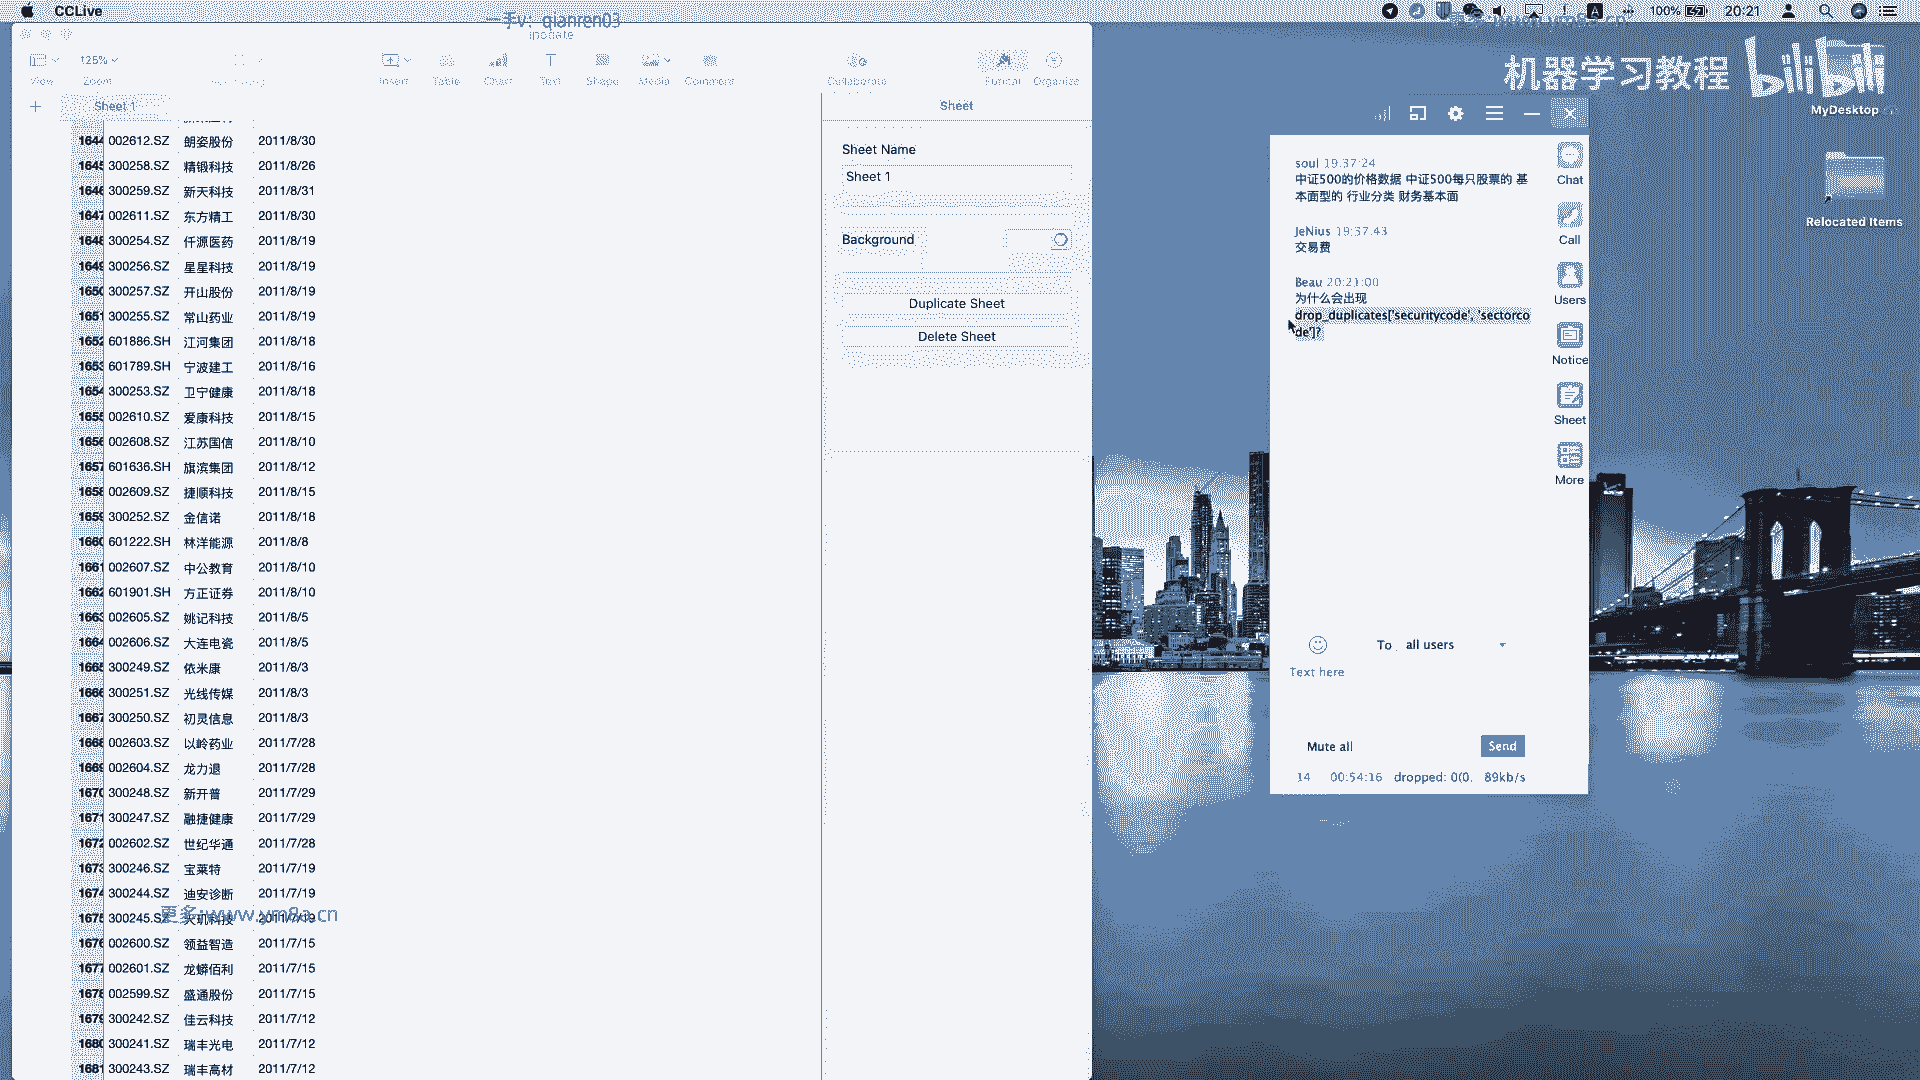 CCLive
100%
20:21
一手v: qianren03
ipodate
更多:www.ym8a.cn
机器学习教程 bilibili
125%
View
Zoom
Insert
Table
Chart
Text
Shape
Media
Comment
Collaborate
Format
Organize
Sheet 1
Sheet
1644 002612.SZ 朗姿股份 2011/8/30
1645 300258.SZ 精锻科技 2011/8/26
1646 300259.SZ 新天科技 2011/8/31
1647 002611.SZ 东方精工 2011/8/30
1648 300254.SZ 仟源医药 2011/8/19
1649 300256.SZ 星星科技 2011/8/19
1650 300257.SZ 开山股份 2011/8/19
1651 300255.SZ 常山药业 2011/8/19
1652 601886.SH 江河集团 2011/8/18
1653 601789.SH 宁波建工 2011/8/16
1654 300253.SZ 卫宁健康 2011/8/18
1655 002610.SZ 爱康科技 2011/8/15
1656 002608.SZ 江苏国信 2011/8/10
1657 601636.SH 旗滨集团 2011/8/12
1658 002609.SZ 捷顺科技 2011/8/15
1659 300252.SZ 金信诺 2011/8/18
1660 601222.SH 林洋能源 2011/8/8
1661 002607.SZ 中公教育 2011/8/10
1662 601901.SH 方正证券 2011/8/10
1663 002605.SZ 姚记科技 2011/8/5
1664 002606.SZ 大连电瓷 2011/8/5
1665 300249.SZ 依米康 2011/8/3
1666 300251.SZ 光线传媒 2011/8/3
1667 300250.SZ 初灵信息 2011/8/3
1668 002603.SZ 以岭药业 2011/7/28
1669 002604.SZ 龙力退 2011/7/28
1670 300248.SZ 新开普 2011/7/29
1671 300247.SZ 融捷健康 2011/7/29
1672 002602.SZ 世纪华通 2011/7/28
1673 300246.SZ 宝莱特 2011/7/19
1674 300244.SZ 迪安诊断 2011/7/19
1675 300245.SZ 天玑科技 2011/7/19
更多:www.ym8a.cn
1676 002600.SZ 领益智造 2011/7/15
1677 002601.SZ 龙蟒佰利 2011/7/15
1678 002599.SZ 盛通股份 2011/7/15
1679 300242.SZ 佳云科技 2011/7/12
1680 300241.SZ 瑞丰光电 2011/7/12
1681 300243.SZ 瑞丰高材 2011/7/12
Sheet Name
Sheet 1
Background
Duplicate Sheet
Delete Sheet
soul 19:37:24
中证500的价格数据 中证500每只股票的 基
本面型的 行业分类 财务基本面
JeNius 19:37:43
交易费
Beau 20:21:00
为什么会出现
drop_duplicates['securitycode', 'sectorco
de']?
Chat
Call
Users
Notice
Sheet
More
To all users
Text here
Mute all
Send
14 00:54:16 dropped: 0(0. 89kb/s
MyDesktop
Relocated Items